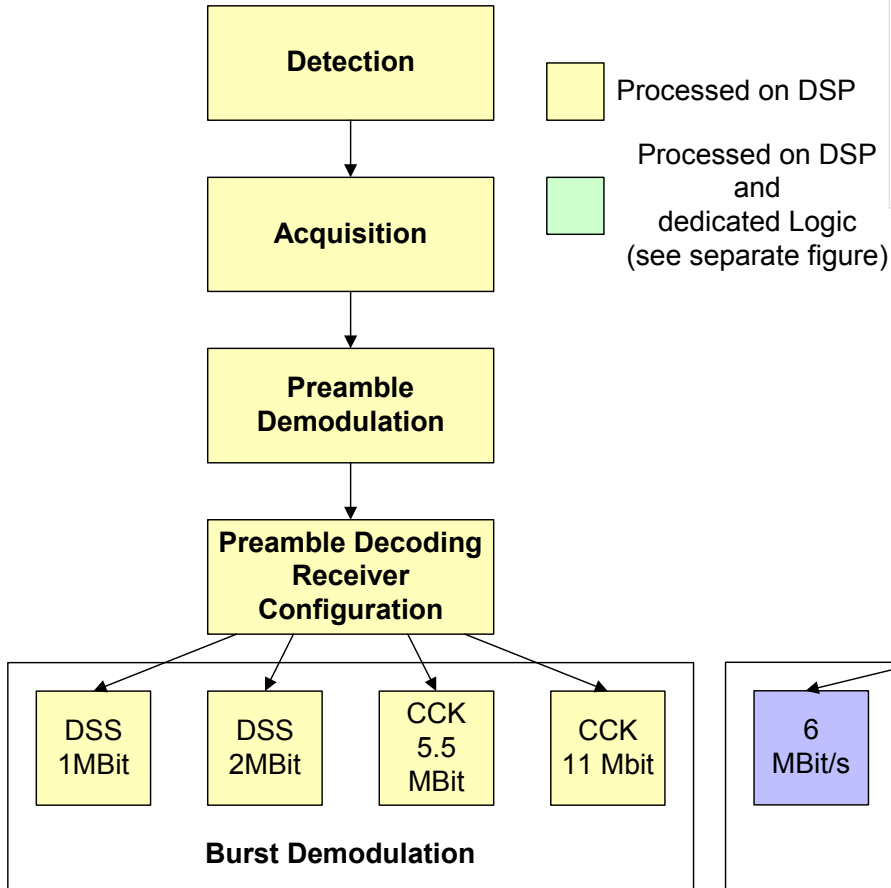 Detection
Processed on DSP
Processed on DSP
and
dedicated Logic
(see separate figure)
Acquisition
Preamble
Demodulation
Preamble Decoding
Receiver
Configuration
DSS
1MBit
DSS
2MBit
CCK
5.5
MBit
CCK
11 Mbit
6
MBit/s
Burst Demodulation